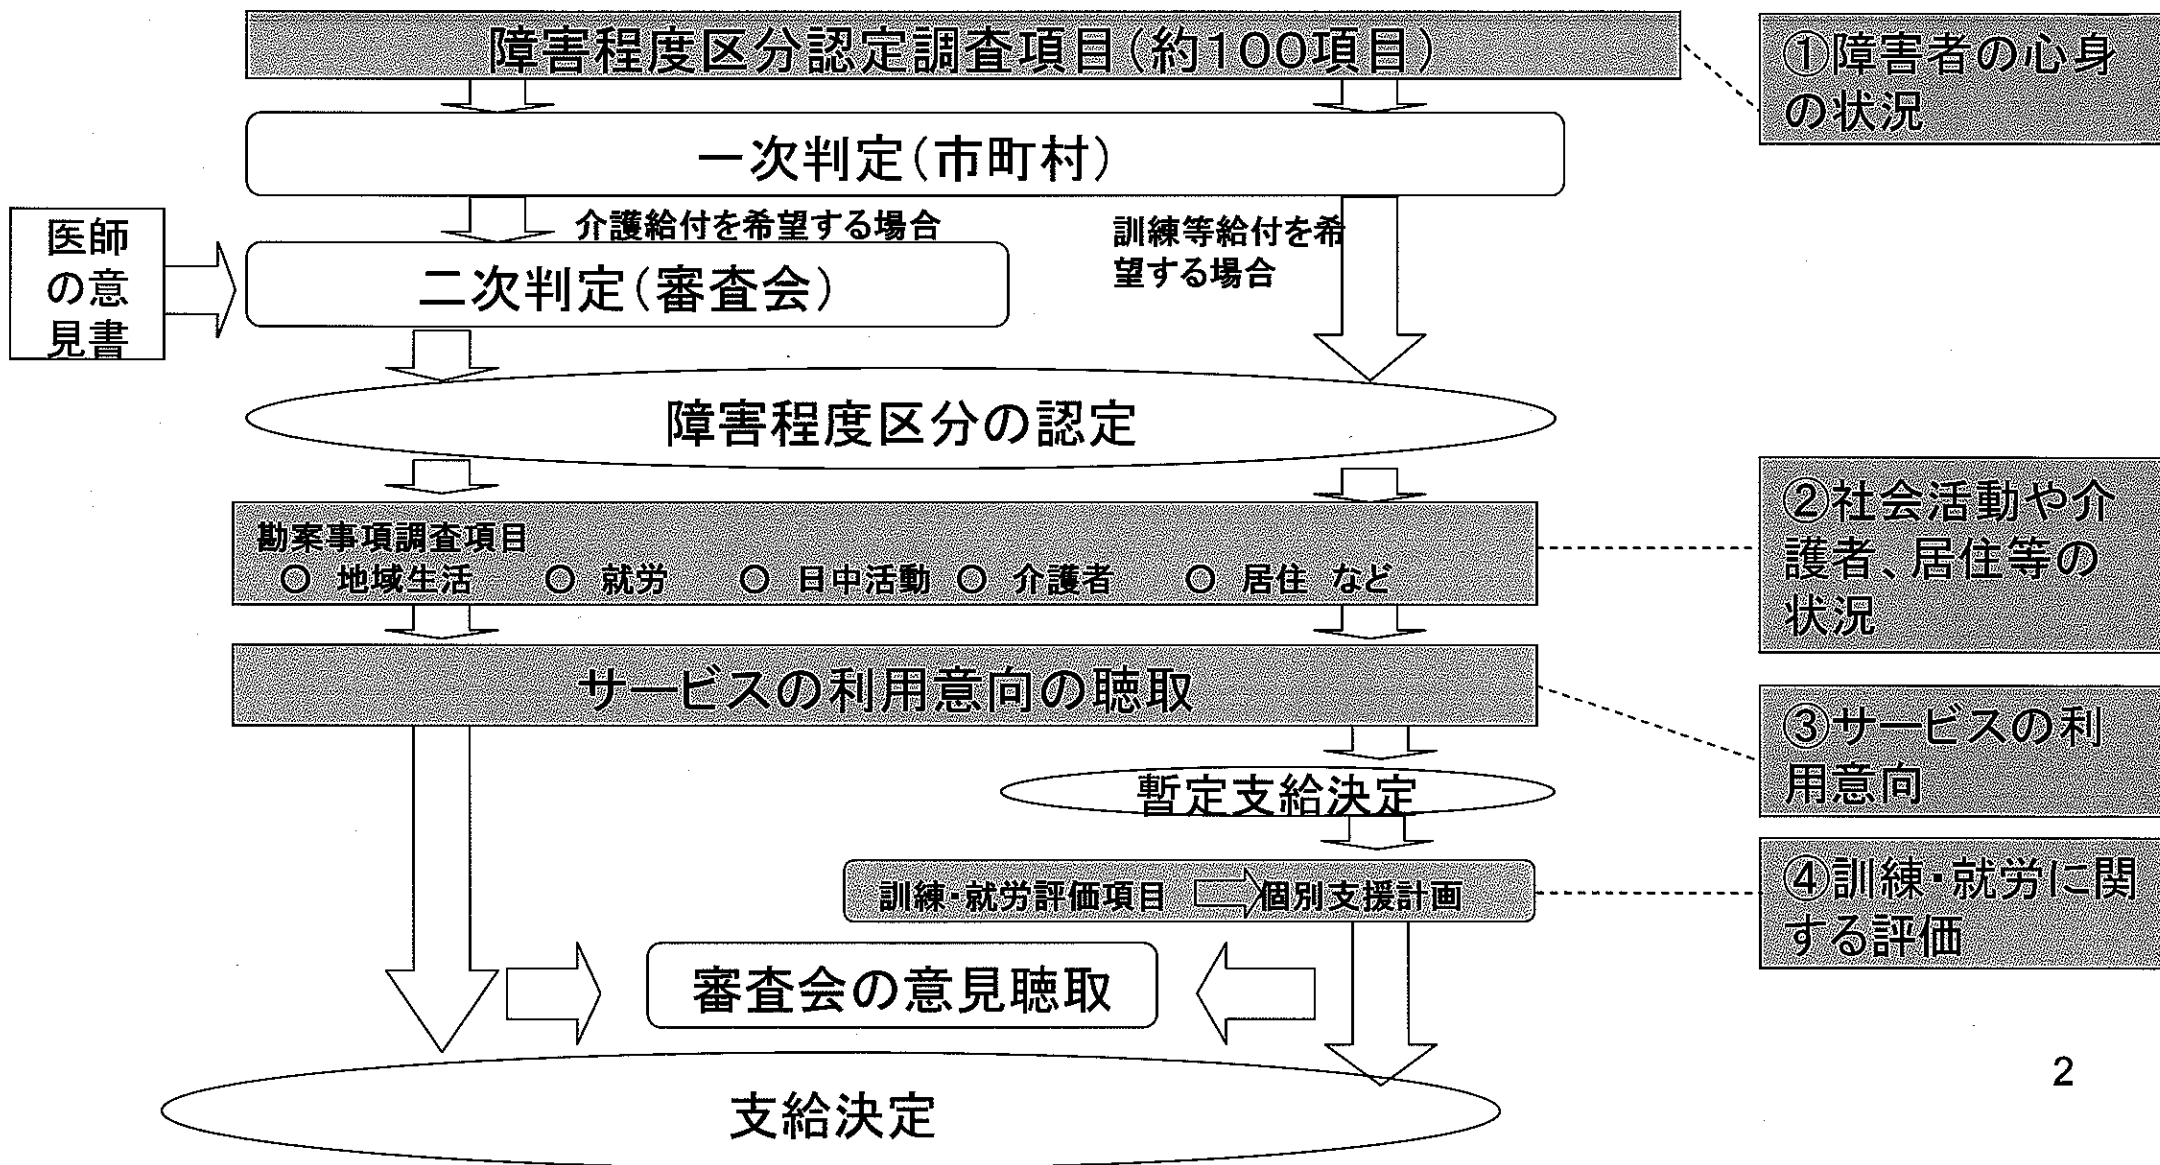 障害程度区分認定調査項目(約100項目)
①障害者の心身
の状況
一次判定(市町村)
医師
の意
見書
介護給付を希望する場合
訓練等給付を希
望する場合
二次判定(審査会)
障害程度区分の認定
勘案事項調査項目
○ 地域生活 ○ 就労 ○ 日中活動 ○ 介護者 ○ 居住 など
②社会活動や介
護者、居住等の
状況
サービスの利用意向の聴取
③サービスの利
用意向
暫定支給決定
訓練・就労評価項目 個別支援計画
④訓練・就労に関
する評価
審査会の意見聴取
支給決定
2